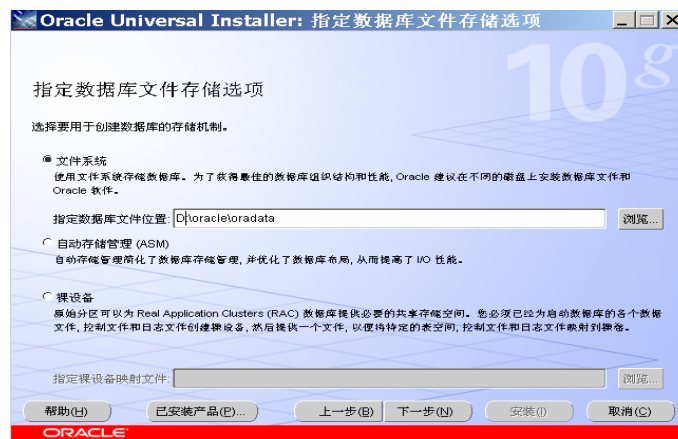 Oracle Universal Installer: 指定数据库文件存储选项
10g
指定数据库文件存储选项
选择要用于创建数据库的存储机制。
文件系统
使用文件系统存储数据库。为了获得最佳的数据库组织结构和性能, Oracle 建议在不同的磁盘上安装数据库文件和
Oracle 软件。
指定数据库文件位置: D:\oracle\oradata 浏览...
自动存储管理 (ASM)
自动存储管理简化了数据库存储管理, 并优化了数据库布局, 从而提高了 I/O 性能。
裸设备
原始分区可以为 Real Application Clusters (RAC) 数据库提供必要的共享存储空间。您必须已经为启动数据库的各个数据
文件, 控制文件和日志文件创建裸设备, 然后提供一个文件, 以便将特定的表空间, 控制文件和日志文件映射到裸卷。
指定裸设备映射文件: 浏览...
帮助(H) 已安装产品(P)... 上一步(B) 下一步(N) 安装(I) 取消(C)
ORACLE